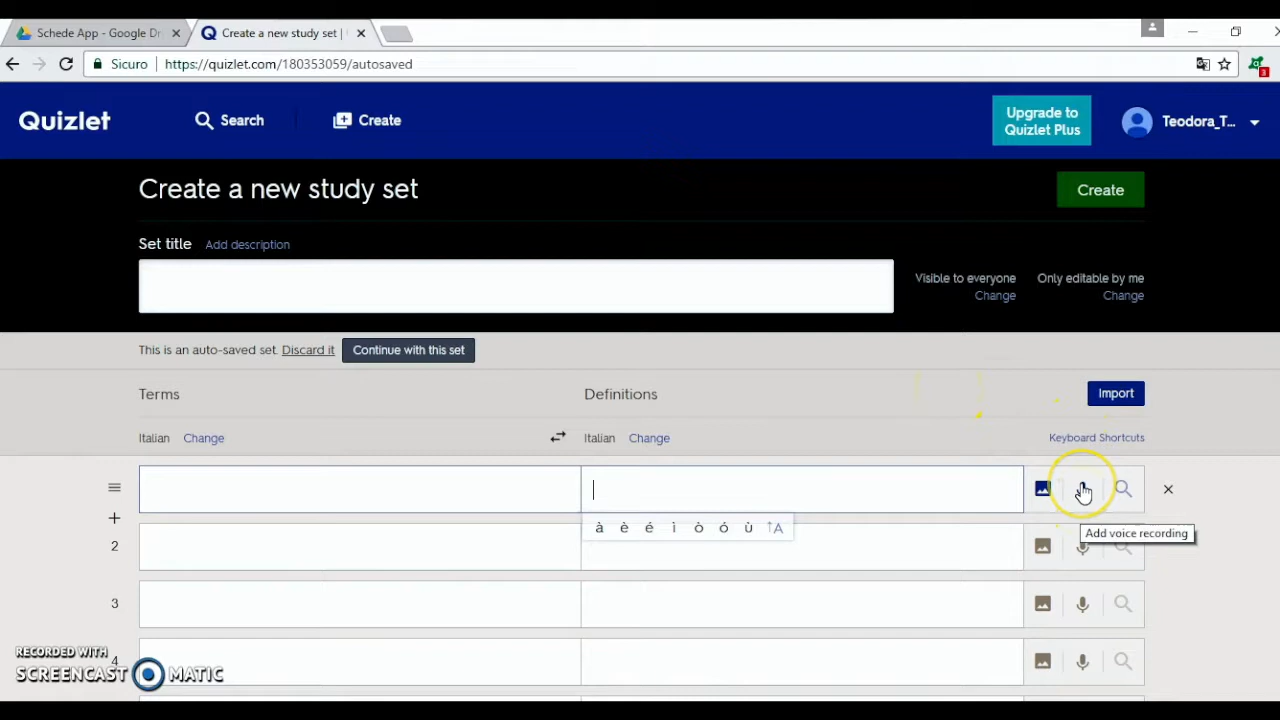 Schede App - Google Dr
Create a new study set |
Sicuro | https://quizlet.com/180353059/autosaved
3
Quizlet
Search
Create
Upgrade to
Quizlet Plus
Teodora_T...
Create a new study set
Create
Set title Add description
Visible to everyone
Change
Only editable by me
Change
This is an auto-saved set. Discard it
Continue with this set
Terms
Definitions
Import
Italian Change
Italian Change
Keyboard Shortcuts
à è é ì ò ó ù ↑A
Add voice recording
2
3
4
RECORDED WITH
SCREENCAST MATIC